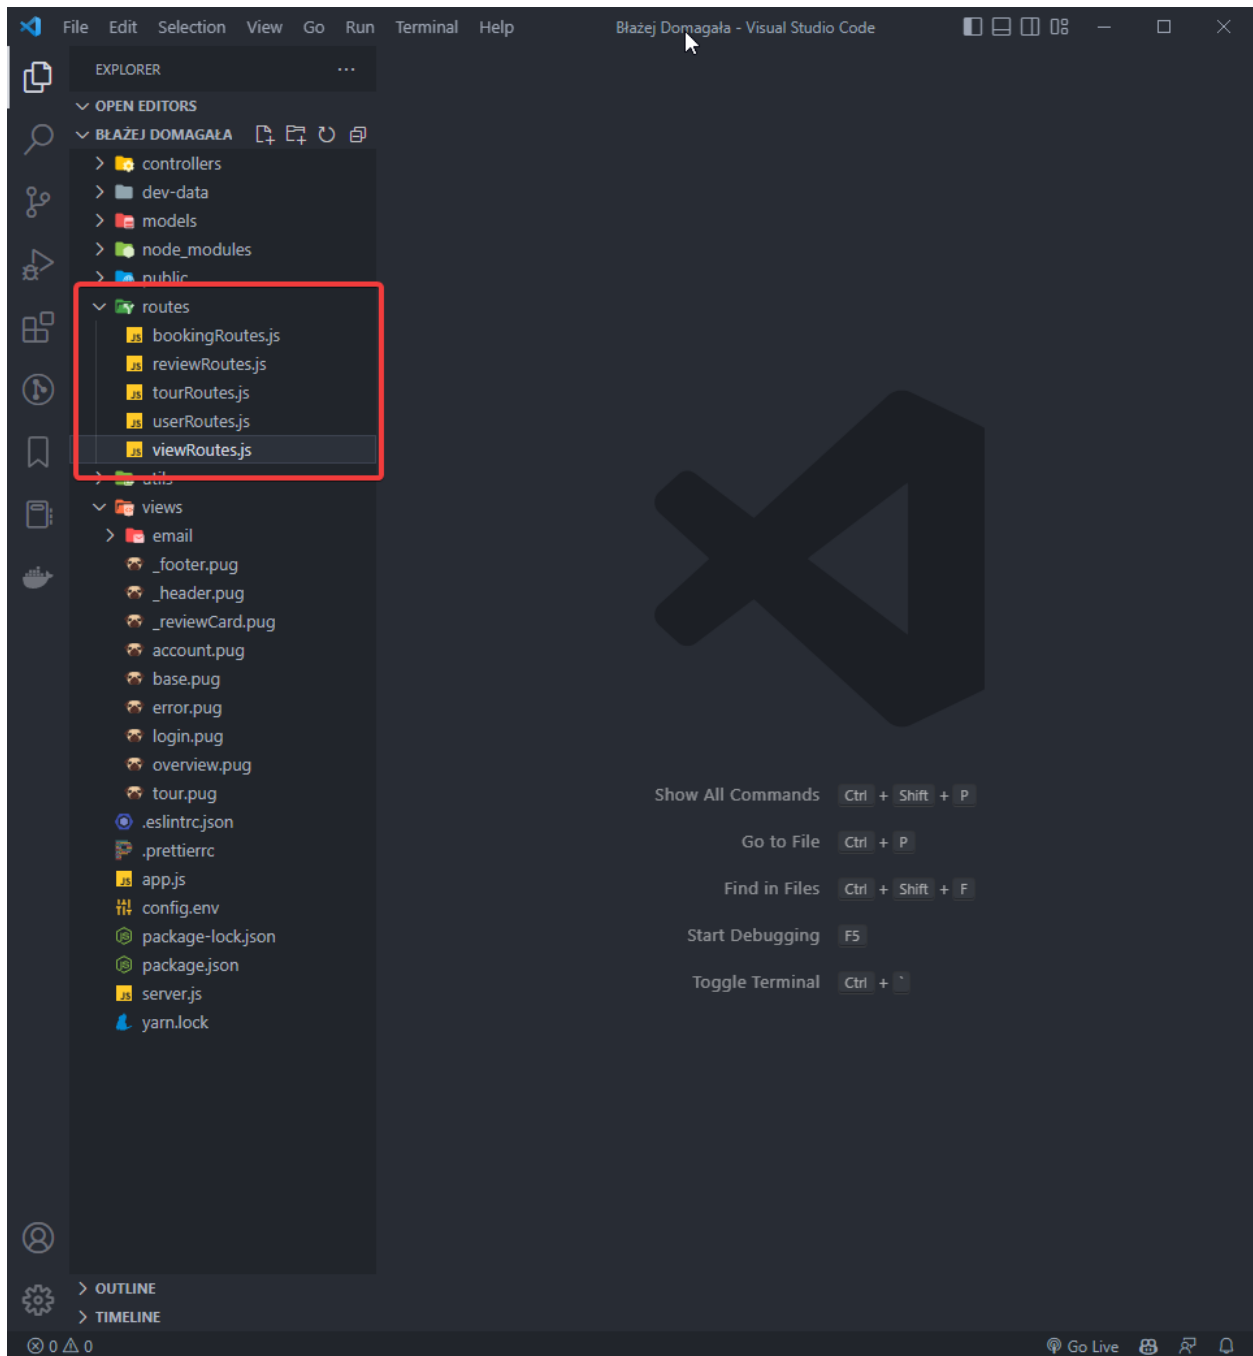 File Edit Selection View Go Run Terminal Help Błażej Domagała - Visual Studio Code
EXPLORER
OPEN EDITORS
BŁAŻEJ DOMAGAŁA
controllers
dev-data
models
node_modules
public
routes
bookingRoutes.js
reviewRoutes.js
tourRoutes.js
userRoutes.js
viewRoutes.js
utils
views
email
_footer.pug
_header.pug
_reviewCard.pug
account.pug
base.pug
error.pug
login.pug
overview.pug
tour.pug
.eslintrc.json
.prettierrc
app.js
config.env
package-lock.json
package.json
server.js
yarn.lock
OUTLINE
TIMELINE
Show All Commands Ctrl + Shift + P
Go to File Ctrl + P
Find in Files Ctrl + Shift + F
Start Debugging F5
Toggle Terminal Ctrl + `
0 0 Go Live